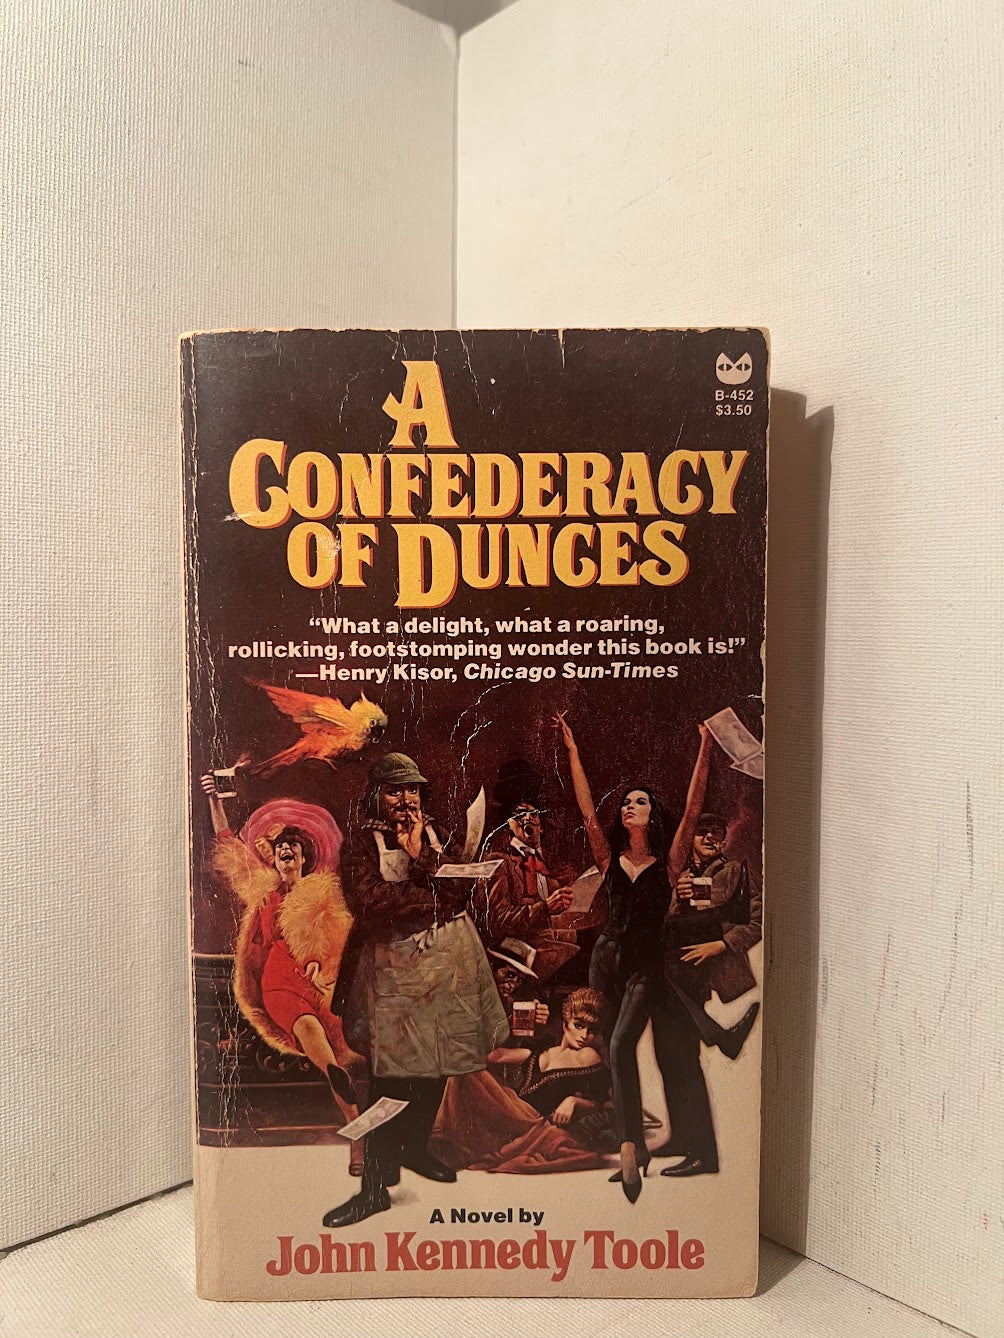 B-452
$3.50
A
CONFEDERACY
OF DUNCES
“What a delight, what a roaring,
rollicking, footstomping wonder this book is!”
—Henry Kisor, Chicago Sun-Times
A Novel by
John Kennedy Toole